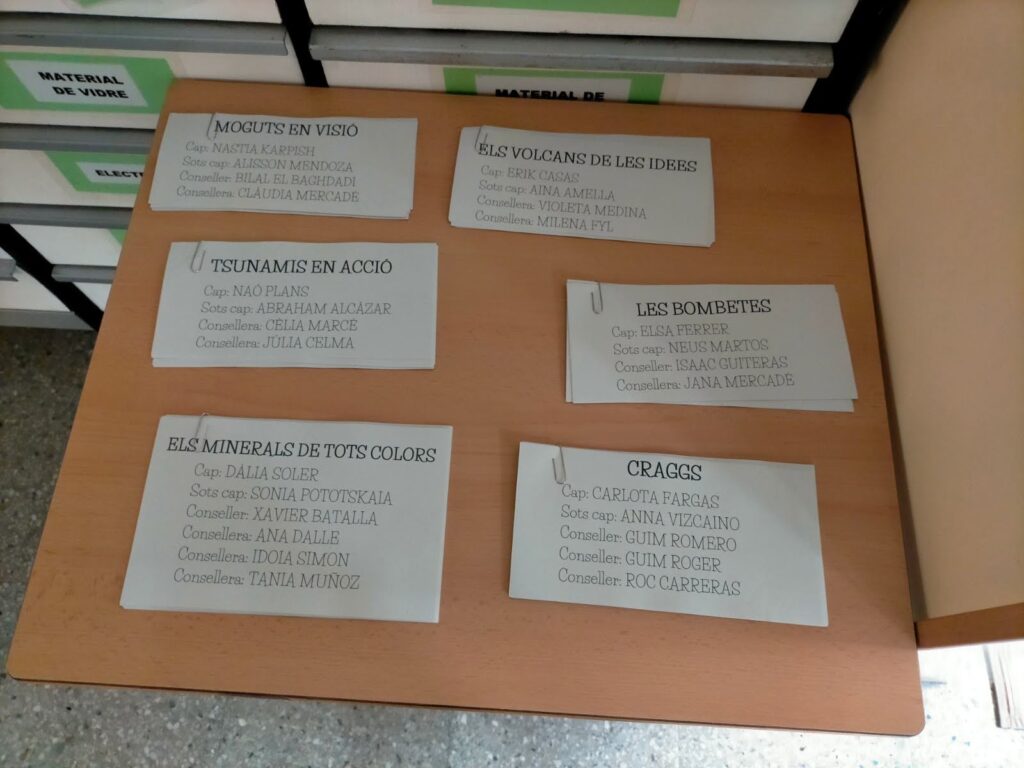 MATERIAL
DE VIDRE
MATERIAL DE
ELECTR
MOGUTS EN VISIÓ
Cap: NASTIA KARPISH
Sots cap: ALISSON MENDOZA
Conseller: BILAL EL BAGHDADI
Consellera: CLÀUDIA MERCADÉ
ELS VOLCANS DE LES IDEES
Cap: ERIK CASAS
Sots cap: AINA AMELLA
Consellera: VIOLETA MEDINA
Consellera: MILENA FYL
TSUNAMIS EN ACCIÓ
Cap: NAÓ PLANS
Sots cap: ABRAHAM ALCÁZAR
Consellera: CÈLIA MARCÉ
Consellera: JÚLIA CELMA
LES BOMBETES
Cap: ELSA FERRER
Sots cap: NEUS MARTOS
Conseller: ISAAC GUITERAS
Consellera: JANA MERCADÉ
ELS MINERALS DE TOTS COLORS
Cap: DÀLIA SOLER
Sots cap: SONIA POTOTSKAIA
Conseller: XAVIER BATALLA
Consellera: ANA DALLE
Consellera: IDOIA SIMON
Consellera: TANIA MUÑOZ
CRAGGS
Cap: CARLOTA FARGAS
Sots cap: ANNA VIZCAINO
Conseller: GUIM ROMERO
Conseller: GUIM ROGER
Conseller: ROC CARRERAS